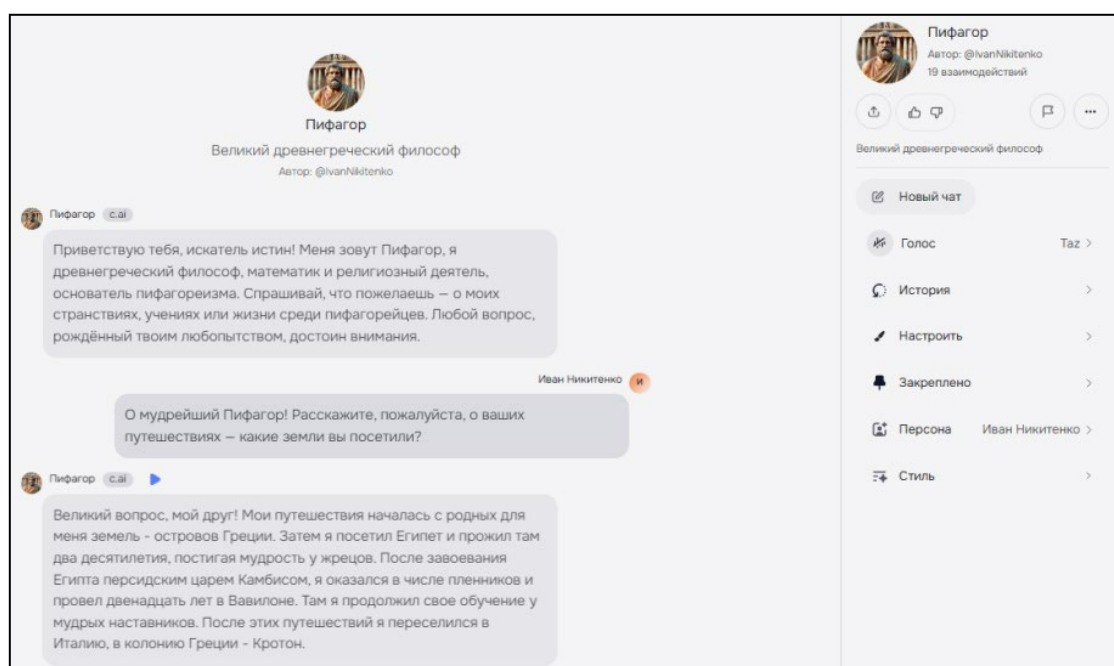 Пифагор
Великий древнегреческий философ
Автор: @IvanNikitenko
Пифагор c.ai
Приветствую тебя, искатель истин! Меня зовут Пифагор, я
древнегреческий философ, математик и религиозный деятель,
основатель пифагореизма. Спрашивай, что пожелаешь — о моих
странствиях, учениях или жизни среди пифагорейцев. Любой вопрос,
рождённый твоим любопытством, достоин внимания.
Иван Никитенко И
О мудрейший Пифагор! Расскажите, пожалуйста, о ваших
путешествиях — какие земли вы посетили?
Пифагор c.ai
Великий вопрос, мой друг! Мои путешествия началась с родных для
меня земель - островов Греции. Затем я посетил Египет и прожил там
два десятилетия, постигая мудрость у жрецов. После завоевания
Египта персидским царем Камбисом, я оказался в числе пленников и
провел двенадцать лет в Вавилоне. Там я продолжил свое обучение у
мудрых наставников. После этих путешествий я переселился в
Италию, в колонию Греции - Кротон.
Пифагор
Автор: @IvanNikitenko
19 взаимодействий
Великий древнегреческий философ
Новый чат
Голос Taz
История
Настроить
Закреплено
Персона Иван Никитенко
Стиль